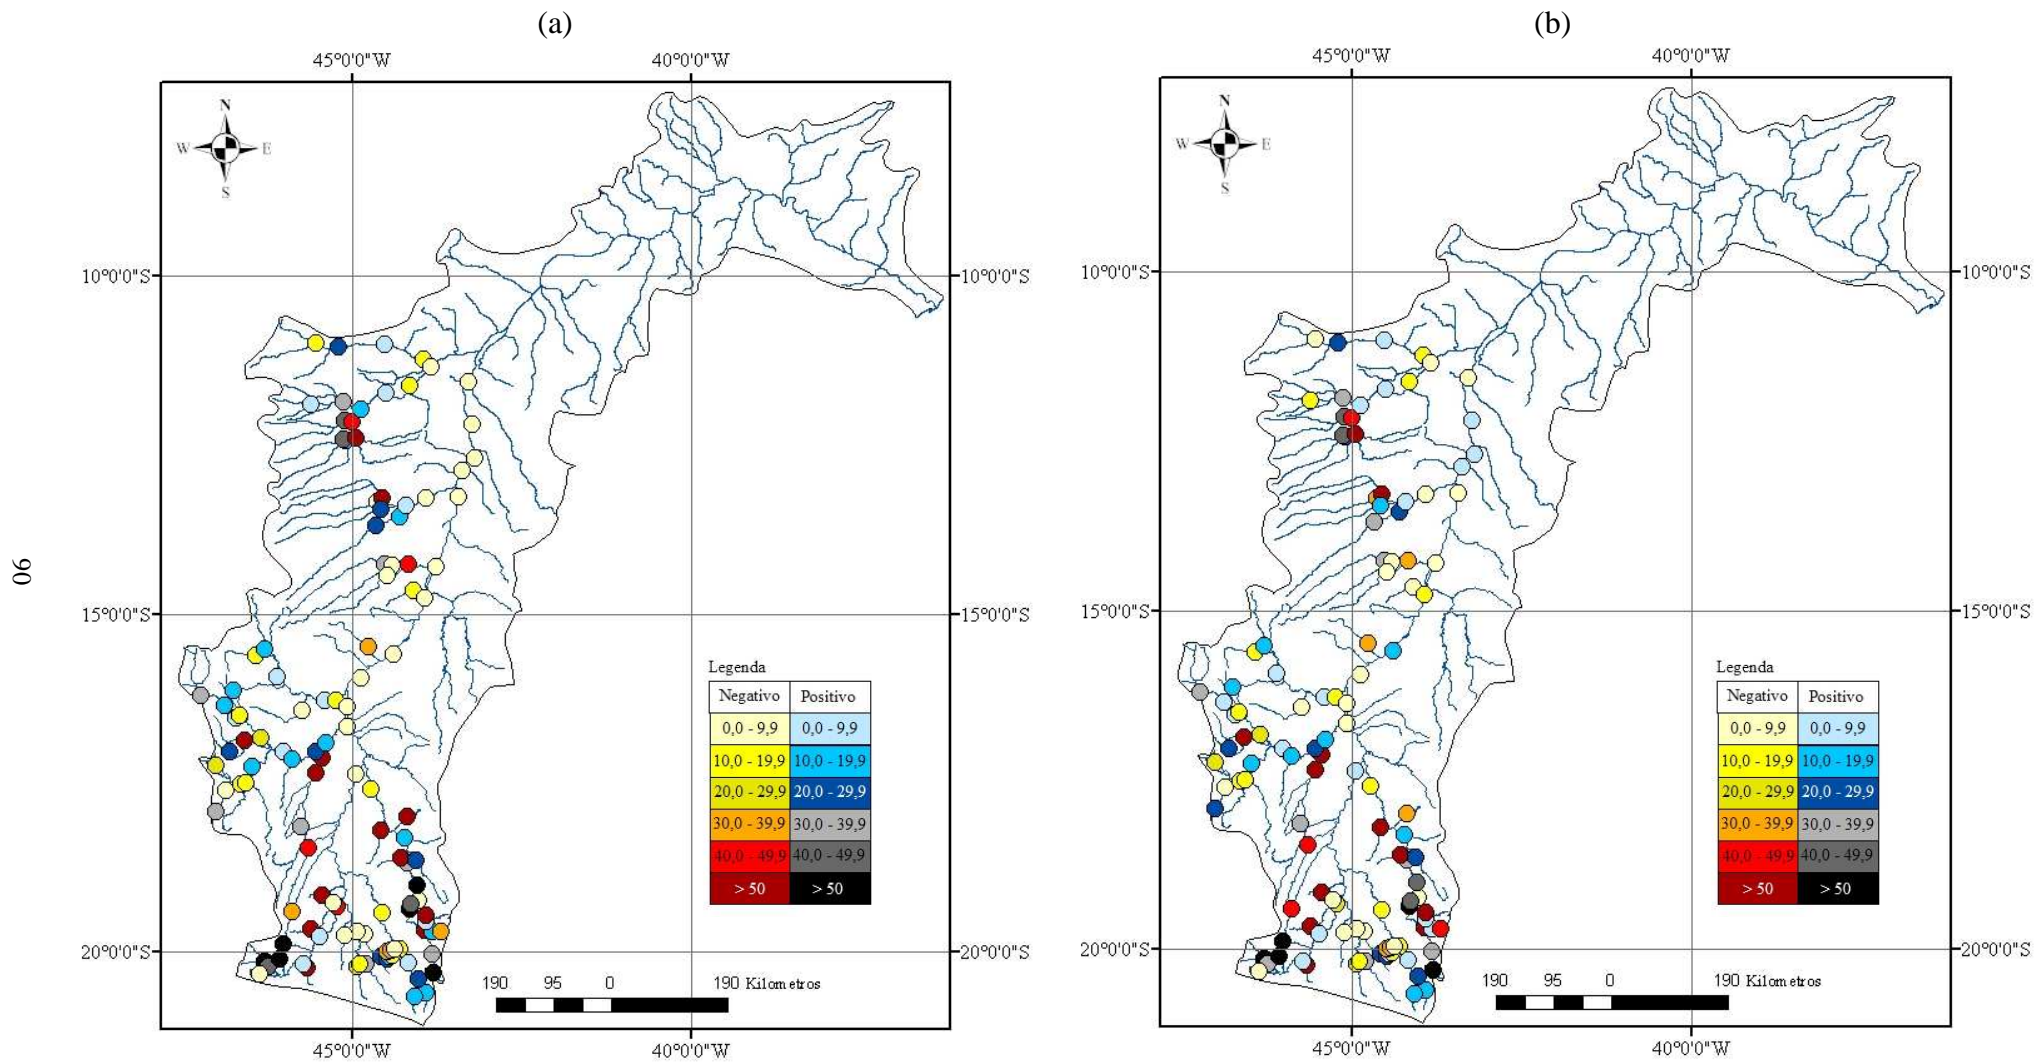 (a)
(b)
45°0'0"W
40°0'0"W
45°0'0"W
40°0'0"W
N
W
E
S
N
W
E
S
10°0'0"S
10°0'0"S
10°0'0"S
10°0'0"S
90
15°0'0"S
15°0'0"S
15°0'0"S
15°0'0"S
Legenda
Negativo Positivo
0,0 - 9,9 0,0 - 9,9
10,0 - 19,9 10,0 - 19,9
20,0 - 29,9 20,0 - 29,9
30,0 - 39,9 30,0 - 39,9
40,0 - 49,9 40,0 - 49,9
> 50 > 50
Legenda
Negativo Positivo
0,0 - 9,9 0,0 - 9,9
10,0 - 19,9 10,0 - 19,9
20,0 - 29,9 20,0 - 29,9
30,0 - 39,9 30,0 - 39,9
40,0 - 49,9 40,0 - 49,9
> 50 > 50
20°0'0"S
20°0'0"S
20°0'0"S
20°0'0"S
190 95 0 190 Kilometros
190 95 0 190 Kilometros
45°0'0"W
40°0'0"W
45°0'0"W
40°0'0"W